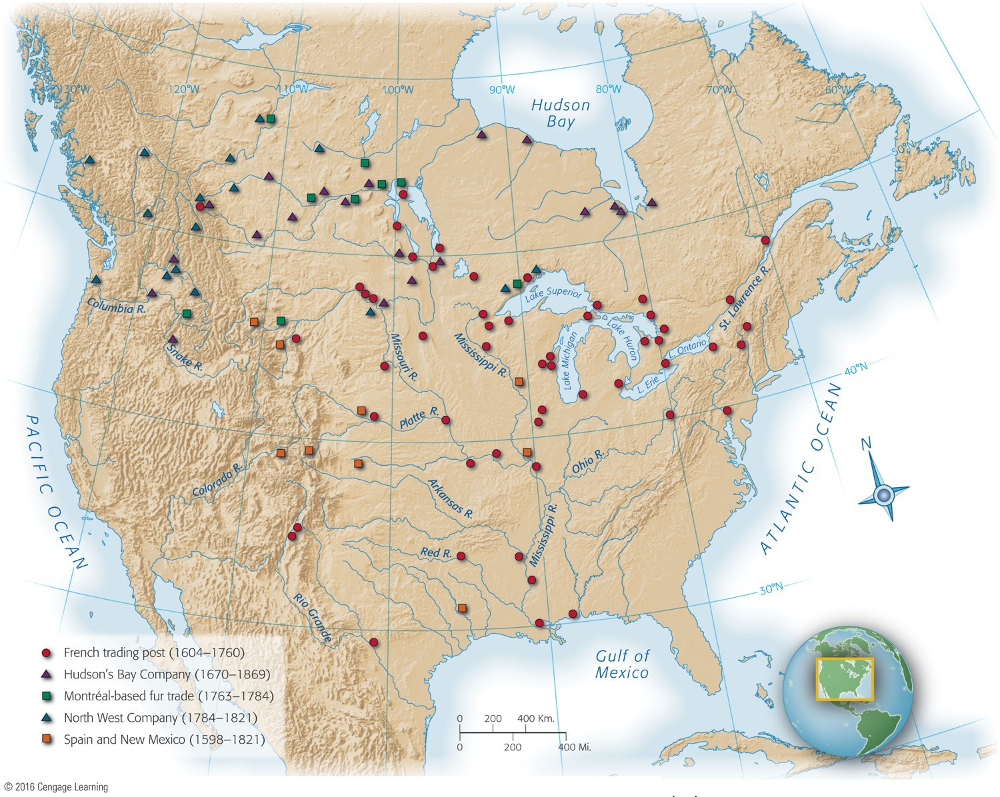 130°W
120°W
110°W
100°W
90°W
80°W
70°W
60°W
50°N
40°N
30°N
Hudson
Bay
Lake Superior
Lake Michigan
Lake Huron
L. Ontario
L. Erie
St. Lawrence R.
Columbia R.
Snake R.
Missouri R.
Mississippi R.
Platte R.
Ohio R.
Colorado R.
Arkansas R.
Mississippi R.
Red R.
Rio Grande
PACIFIC OCEAN
ATLANTIC OCEAN
N
Gulf of
Mexico
French trading post (1604–1760)
Hudson's Bay Company (1670–1869)
Montréal-based fur trade (1763–1784)
North West Company (1784–1821)
Spain and New Mexico (1598–1821)
0 200 400 Km.
0 200 400 Mi.
© 2016 Cengage Learning